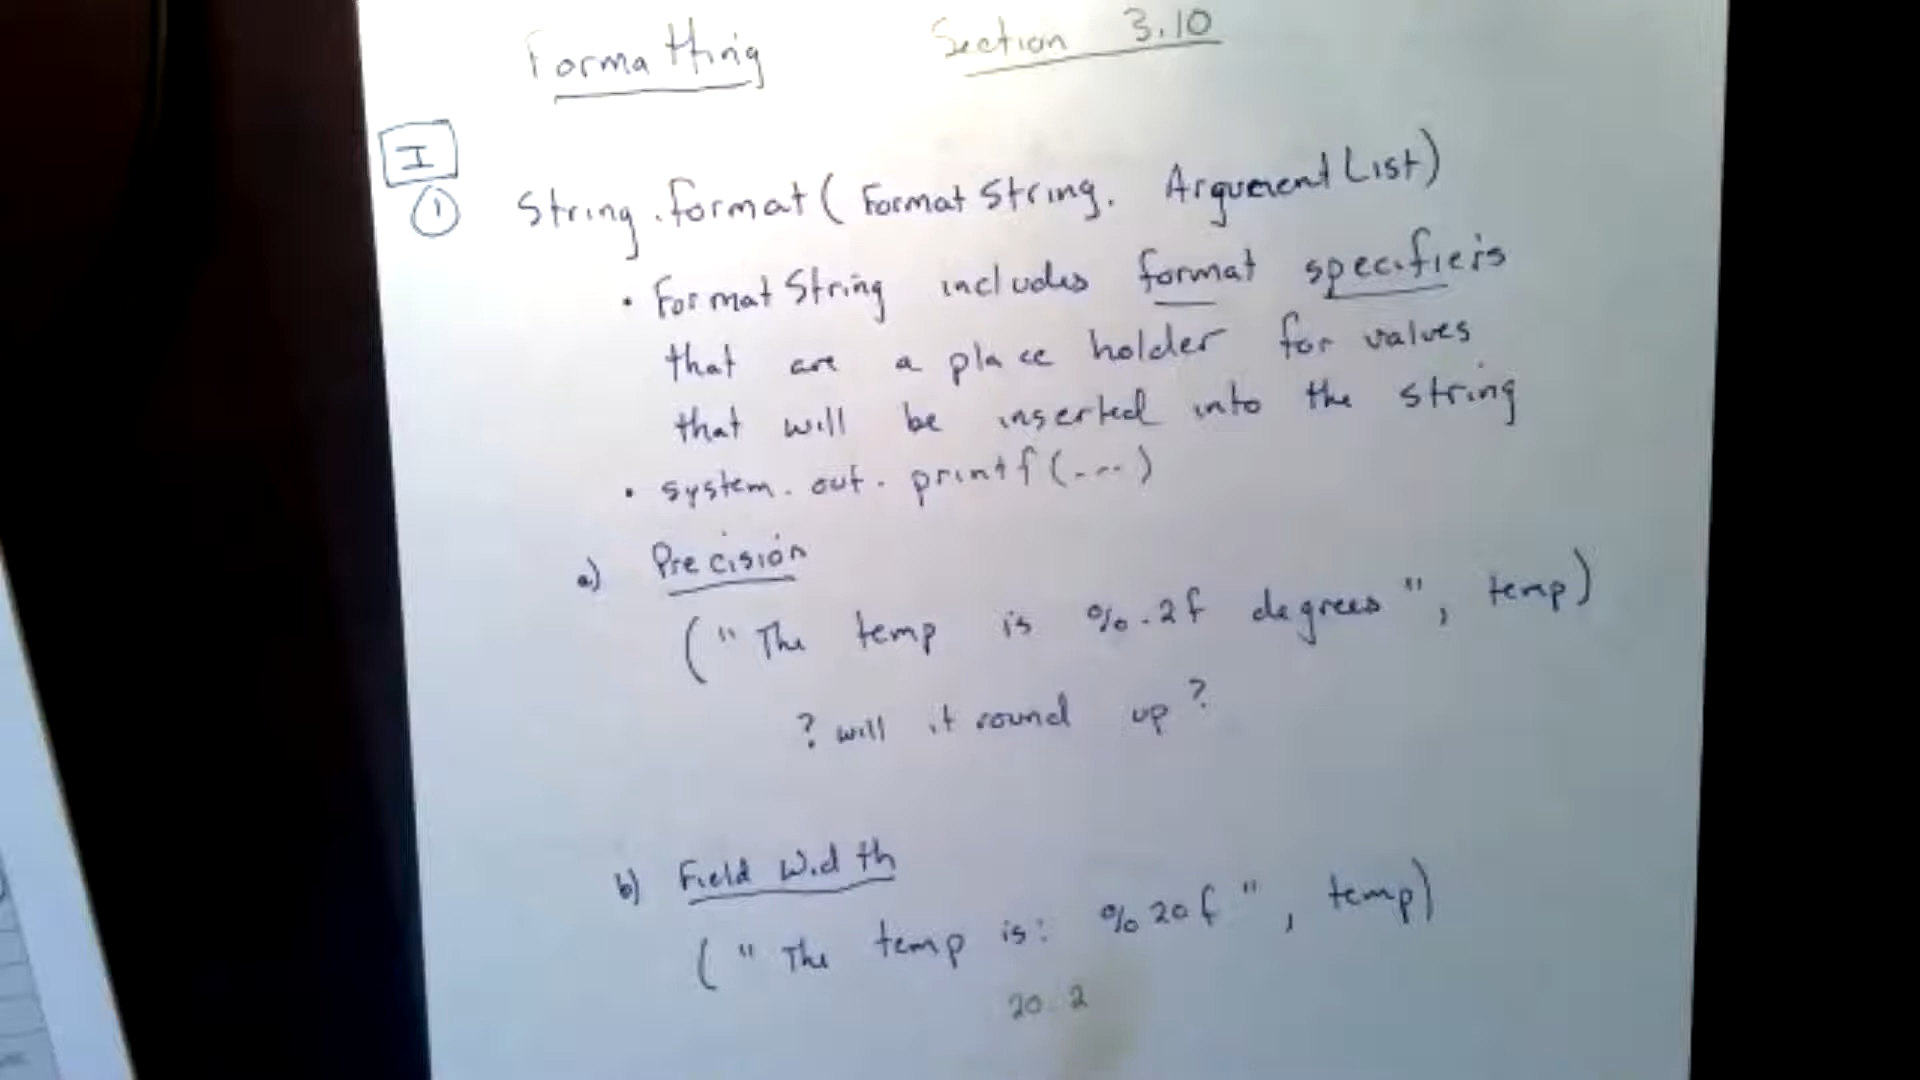 Formatting Section 3.10
I
1 String.format( Format String. Argument List)
• Format String includes format specifiers
that are a place holder for values
that will be inserted into the string
• system.out.printf(---)
a) Precision
("The temp is %.2f degrees", temp)
? will it round up ?
b) Field Width
("The temp is: %20f", temp)
20.2